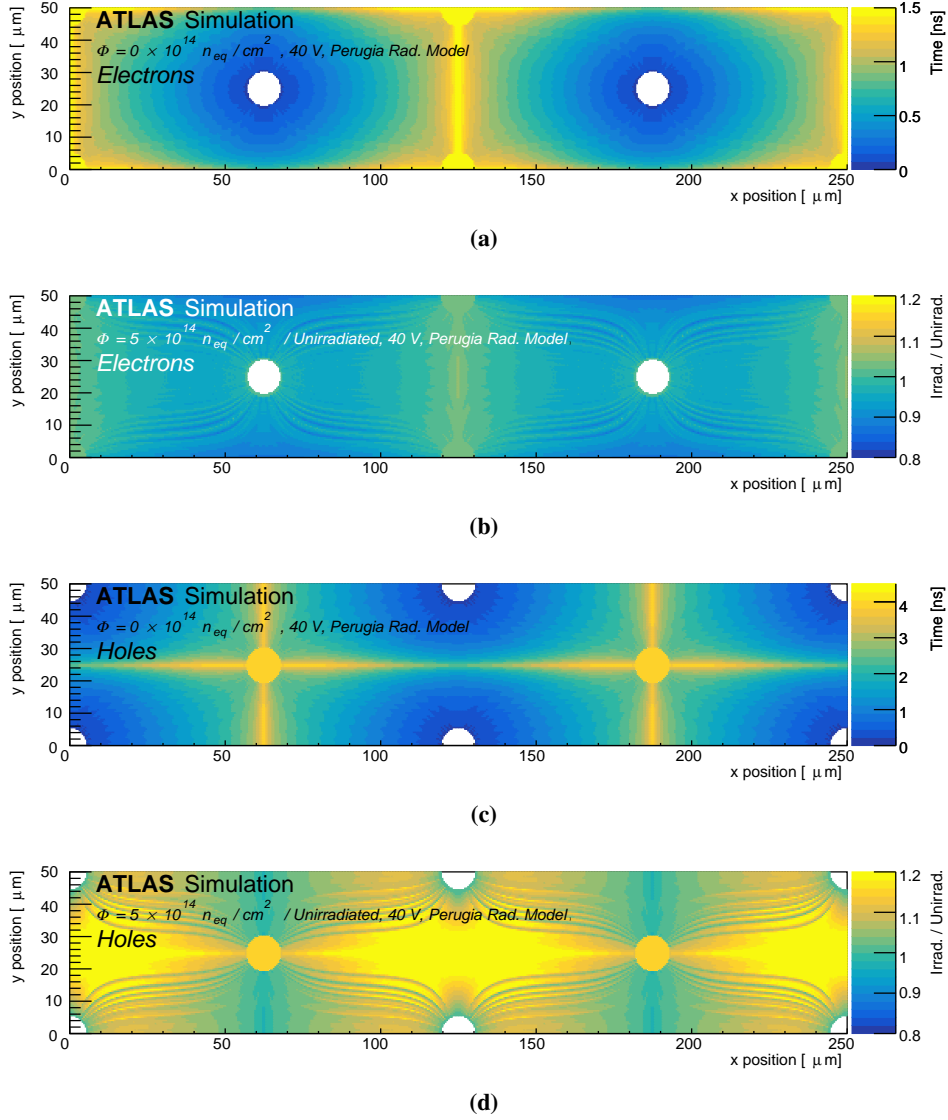 ATLAS Simulation
Φ = 0 × 10^14 n_eq / cm^2 , 40 V, Perugia Rad. Model
Electrons
y position [ μm]
50
40
30
20
10
0
0 50 100 150 200 250
x position [ μm]
1.5
1
0.5
0
Time [ns]
(a)
ATLAS Simulation
Φ = 5 × 10^14 n_eq / cm^2 / Unirradiated, 40 V, Perugia Rad. Model
Electrons
y position [ μm]
50
40
30
20
10
0
0 50 100 150 200 250
x position [ μm]
1.2
1.1
1
0.9
0.8
Irrad. / Unirrad.
(b)
ATLAS Simulation
Φ = 0 × 10^14 n_eq / cm^2 , 40 V, Perugia Rad. Model
Holes
y position [ μm]
50
40
30
20
10
0
0 50 100 150 200 250
x position [ μm]
4
3
2
1
0
Time [ns]
(c)
ATLAS Simulation
Φ = 5 × 10^14 n_eq / cm^2 / Unirradiated, 40 V, Perugia Rad. Model
Holes
y position [ μm]
50
40
30
20
10
0
0 50 100 150 200 250
x position [ μm]
1.2
1.1
1
0.9
0.8
Irrad. / Unirrad.
(d)